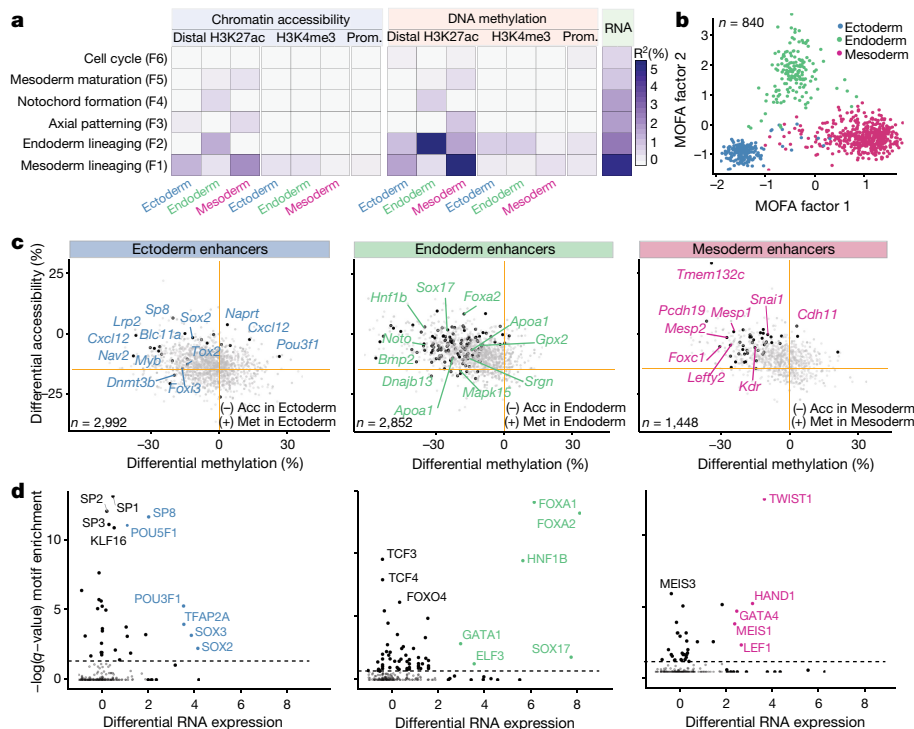 a
Chromatin accessibility
DNA methylation
RNA
Distal H3K27ac H3K4me3 Prom.
Distal H3K27ac H3K4me3 Prom.
Cell cycle (F6)
Mesoderm maturation (F5)
Notochord formation (F4)
Axial patterning (F3)
Endoderm lineaging (F2)
Mesoderm lineaging (F1)
Ectoderm Endoderm Mesoderm Ectoderm Endoderm Mesoderm
Ectoderm Endoderm Mesoderm Ectoderm Endoderm Mesoderm
R²(%)
5
4
3
2
1
0
b
n = 840
Ectoderm
Endoderm
Mesoderm
MOFA factor 2
3
2
1
0
−1
−2 −1 0 1
MOFA factor 1
c
Differential accessibility (%)
25
0
−25
Ectoderm enhancers
Sp8
Lrp2
Sox2
Naprt
Cxcl12
Blc11a
Cxcl12
Nav2
Myb
Tox2
Pou3f1
Dnmt3b
Foxi3
(−) Acc in Ectoderm
(+) Met in Ectoderm
n = 2,992
−30 0 30
Differential methylation (%)
Endoderm enhancers
Sox17
Hnf1b
Foxa2
Apoa1
Noto
Gpx2
Bmp2
Dnajb13
Srgn
Mapk15
Apoa1
(−) Acc in Endoderm
(+) Met in Endoderm
n = 2,852
−30 0 30
Differential methylation (%)
Mesoderm enhancers
Tmem132c
Pcdh19
Snai1
Mesp1
Cdh11
Mesp2
Foxc1
Lefty2
Kdr
(−) Acc in Mesoderm
(+) Met in Mesoderm
n = 1,448
−30 0 30
Differential methylation (%)
d
−log(q-value) motif enrichment
10
5
0
SP2
SP1
SP3
SP8
KLF16
POU5F1
POU3F1
TFAP2A
SOX3
SOX2
0 2 4 6 8
Differential RNA expression
FOXA1
FOXA2
TCF3
HNF1B
TCF4
FOXO4
GATA1
ELF3
SOX17
0 2 4 6 8
Differential RNA expression
TWIST1
MEIS3
HAND1
GATA4
MEIS1
LEF1
0 2 4 6 8
Differential RNA expression